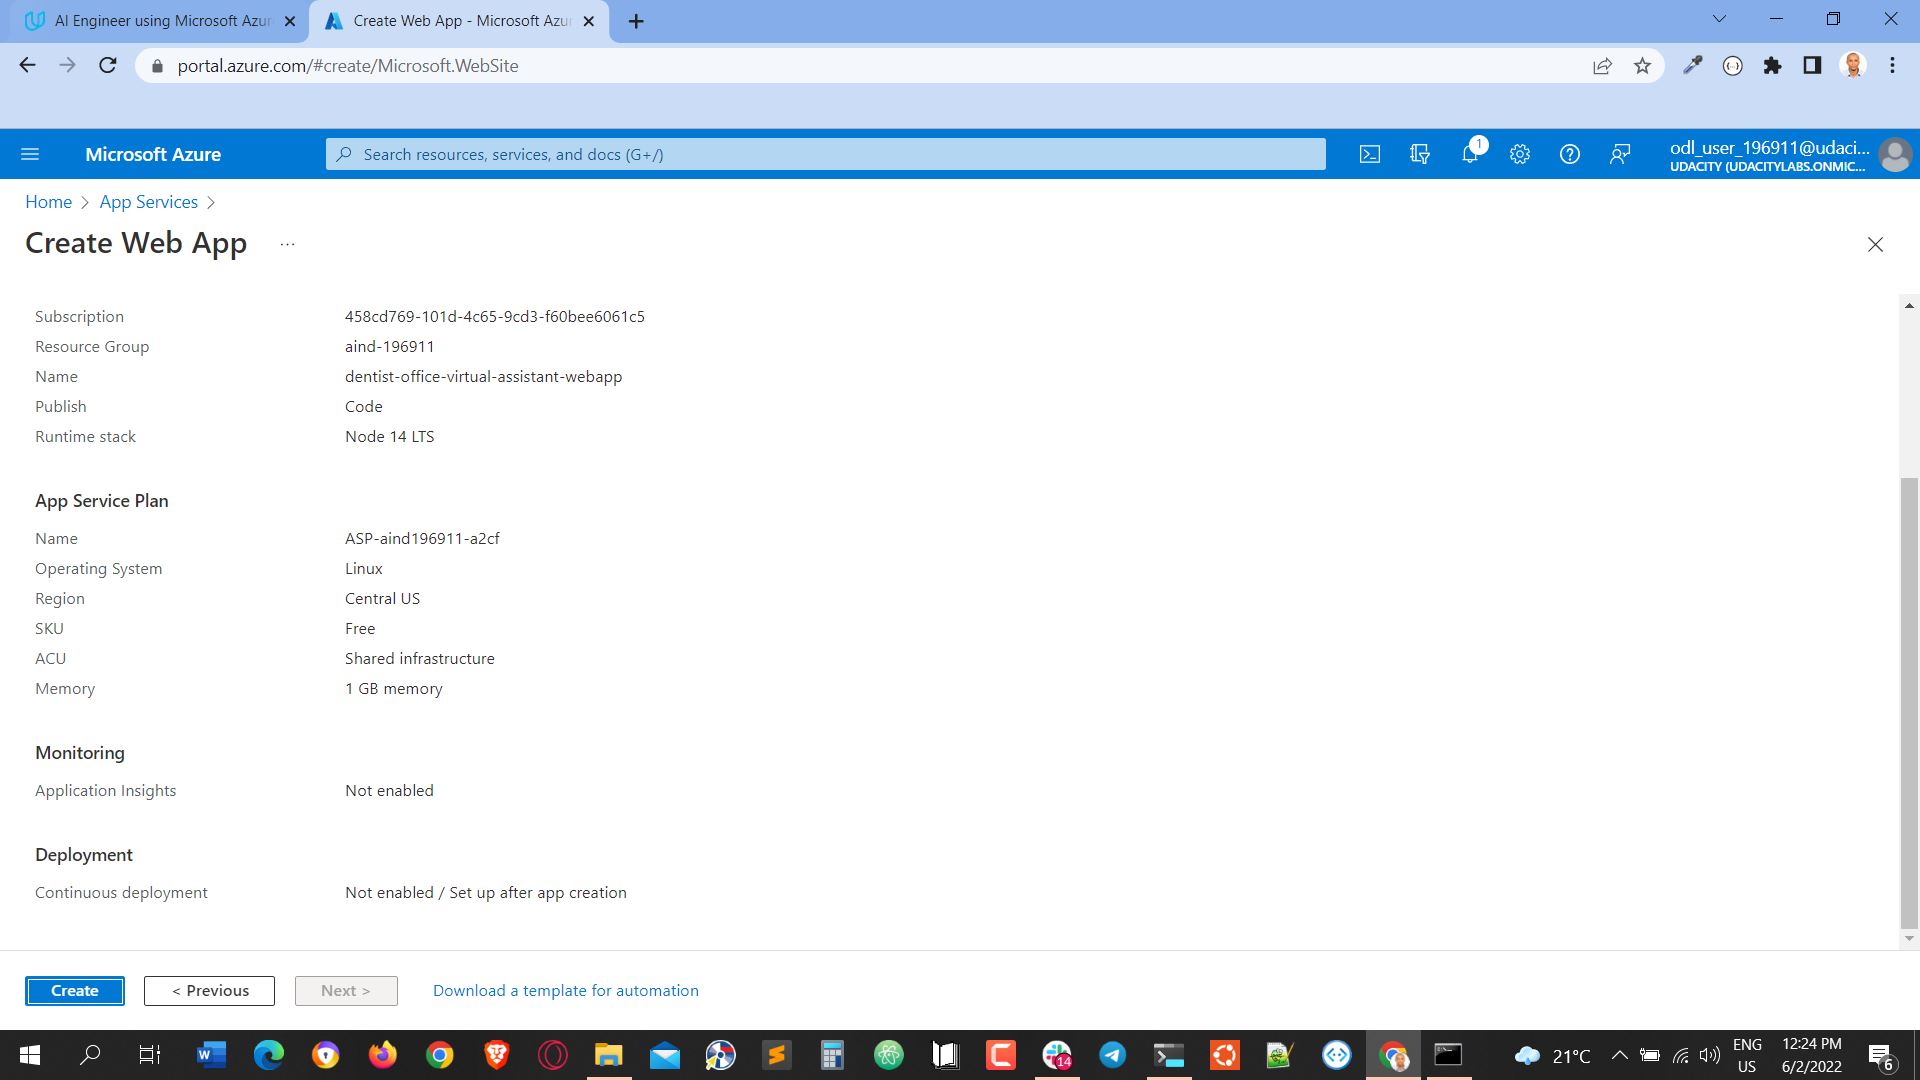 AI Engineer using Microsoft Azur
Create Web App - Microsoft Azur
portal.azure.com/#create/Microsoft.WebSite
Microsoft Azure
Search resources, services, and docs (G+/)
1
odl_user_196911@udaci...
UDACITY (UDACITYLABS.ONMIC...
Home > App Services >
Create Web App ...
Subscription 458cd769-101d-4c65-9cd3-f60bee6061c5
Resource Group aind-196911
Name dentist-office-virtual-assistant-webapp
Publish Code
Runtime stack Node 14 LTS
App Service Plan
Name ASP-aind196911-a2cf
Operating System Linux
Region Central US
SKU Free
ACU Shared infrastructure
Memory 1 GB memory
Monitoring
Application Insights Not enabled
Deployment
Continuous deployment Not enabled / Set up after app creation
Create < Previous Next > Download a template for automation
14
21°C
ENG
US
12:24 PM
6/2/2022
6